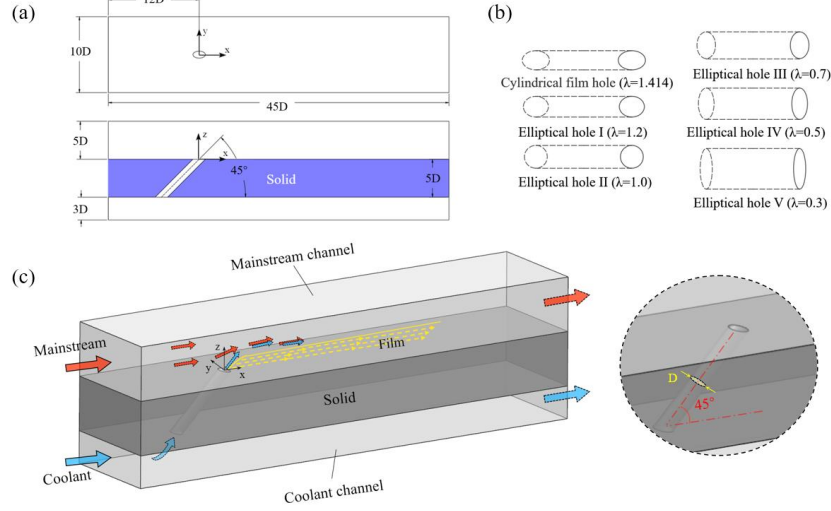 (a)
12D
y
x
10D
45D
5D
z
x
45°
Solid
5D
3D
(b)
Cylindrical film hole (λ=1.414)
Elliptical hole I (λ=1.2)
Elliptical hole II (λ=1.0)
Elliptical hole III (λ=0.7)
Elliptical hole IV (λ=0.5)
Elliptical hole V (λ=0.3)
(c)
Mainstream channel
Mainstream
z
y
x
Film
Solid
Coolant
Coolant channel
D
45°